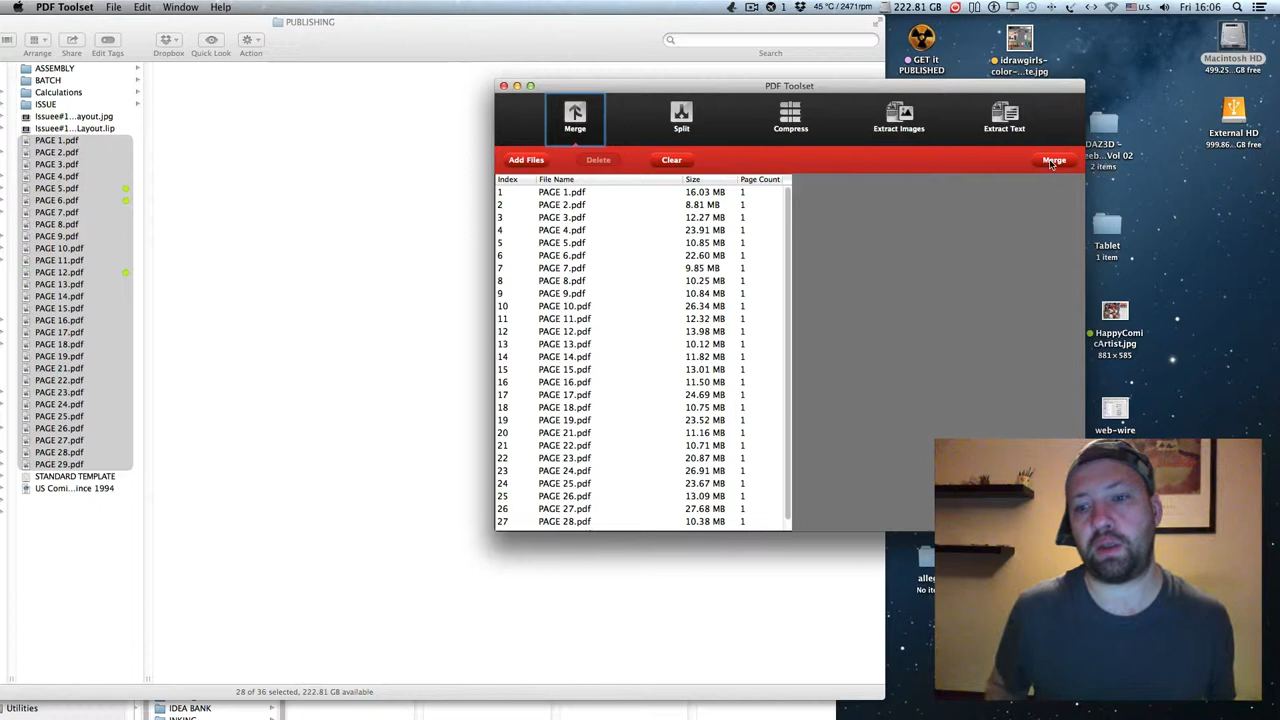 PDF Toolset File Edit Window Help
222.81 GB 1 45 °C / 2471rpm U.S. Fri 16:06
PUBLISHING
Arrange Share Edit Tags Dropbox Quick Look Action Search
ASSEMBLY
BATCH
Calculations
ISSUE
Issuee#1...ayout.jpg
Issuee#1...Layout.lip
PAGE 1.pdf
PAGE 2.pdf
PAGE 3.pdf
PAGE 4.pdf
PAGE 5.pdf
PAGE 6.pdf
PAGE 7.pdf
PAGE 8.pdf
PAGE 9.pdf
PAGE 10.pdf
PAGE 11.pdf
PAGE 12.pdf
PAGE 13.pdf
PAGE 14.pdf
PAGE 15.pdf
PAGE 16.pdf
PAGE 17.pdf
PAGE 18.pdf
PAGE 19.pdf
PAGE 21.pdf
PAGE 22.pdf
PAGE 23.pdf
PAGE 24.pdf
PAGE 25.pdf
PAGE 26.pdf
PAGE 27.pdf
PAGE 28.pdf
PAGE 29.pdf
STANDARD TEMPLATE
US Comi...ince 1994
28 of 36 selected, 222.81 GB available
Utilities
IDEA BANK
INKING
PDF Toolset
Merge Split Compress Extract Images Extract Text
Add Files Delete Clear Merge
Index File Name Size Page Count
1 PAGE 1.pdf 16.03 MB 1
2 PAGE 2.pdf 8.81 MB 1
3 PAGE 3.pdf 12.27 MB 1
4 PAGE 4.pdf 23.91 MB 1
5 PAGE 5.pdf 10.85 MB 1
6 PAGE 6.pdf 22.60 MB 1
7 PAGE 7.pdf 9.85 MB 1
8 PAGE 8.pdf 10.25 MB 1
9 PAGE 9.pdf 10.84 MB 1
10 PAGE 10.pdf 26.34 MB 1
11 PAGE 11.pdf 12.32 MB 1
12 PAGE 12.pdf 13.98 MB 1
13 PAGE 13.pdf 10.12 MB 1
14 PAGE 14.pdf 11.82 MB 1
15 PAGE 15.pdf 13.01 MB 1
16 PAGE 16.pdf 11.50 MB 1
17 PAGE 17.pdf 24.69 MB 1
18 PAGE 18.pdf 10.75 MB 1
19 PAGE 19.pdf 23.52 MB 1
20 PAGE 21.pdf 11.16 MB 1
21 PAGE 22.pdf 10.71 MB 1
22 PAGE 23.pdf 20.87 MB 1
23 PAGE 24.pdf 26.91 MB 1
24 PAGE 25.pdf 23.67 MB 1
25 PAGE 26.pdf 13.09 MB 1
26 PAGE 27.pdf 27.68 MB 1
27 PAGE 28.pdf 10.38 MB 1
GET it
PUBLISHED
idrawgirls-
color-...te.jpg
Macintosh HD
499.25... GB free
DAZ3D -
...eeb...Vol 02
2 items
External HD
999.86... GB free
Tablet
1 item
HappyComi
cArtist.jpg
881 × 585
web-wire
alle
No ite